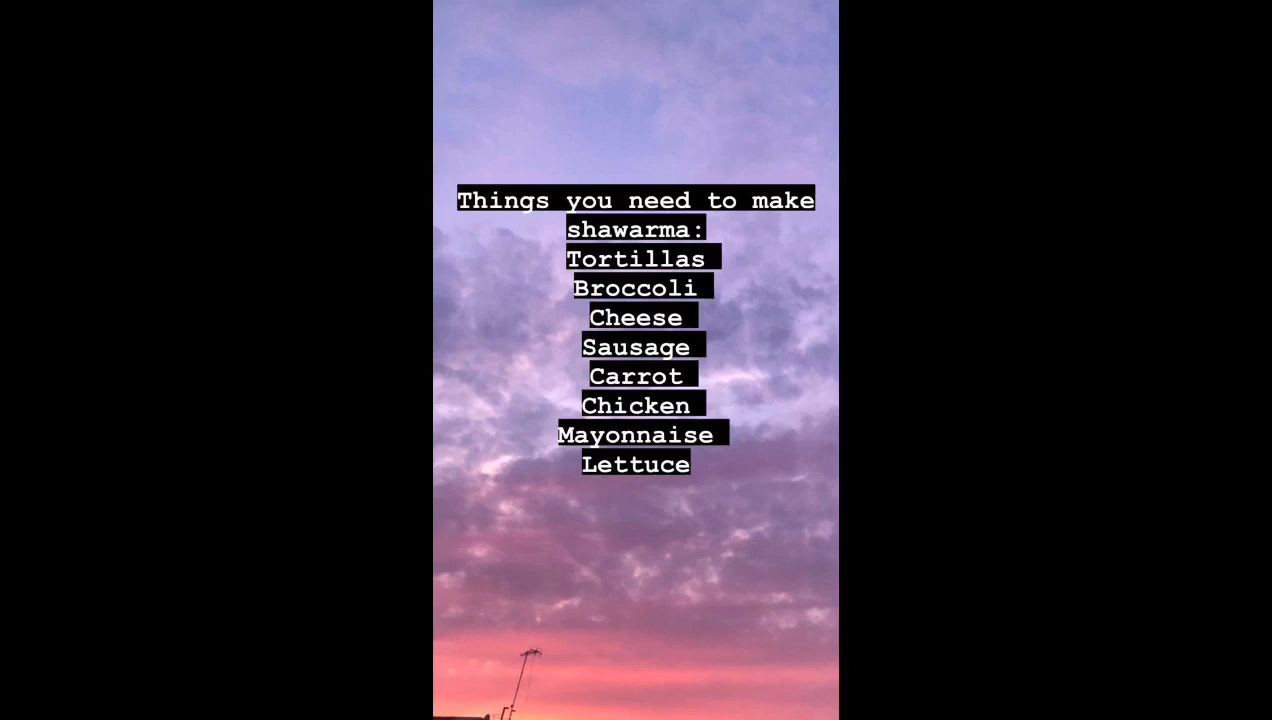 Things you need to make
shawarma:
Tortillas
Broccoli
Cheese
Sausage
Carrot
Chicken
Mayonnaise
Lettuce